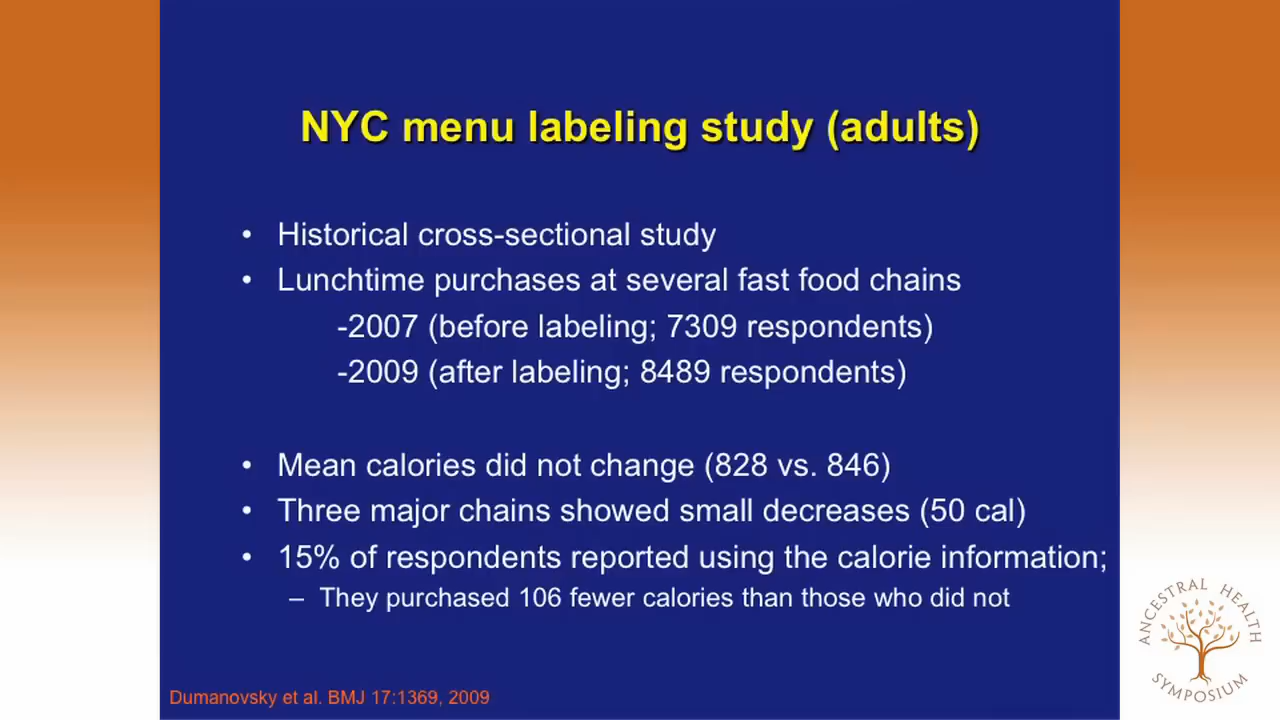 NYC menu labeling study (adults)
• Historical cross-sectional study
• Lunchtime purchases at several fast food chains
-2007 (before labeling; 7309 respondents)
-2009 (after labeling; 8489 respondents)
• Mean calories did not change (828 vs. 846)
• Three major chains showed small decreases (50 cal)
• 15% of respondents reported using the calorie information;
– They purchased 106 fewer calories than those who did not
Dumanovsky et al. BMJ 17:1369, 2009
ANCESTRAL HEALTH
SYMPOSIUM